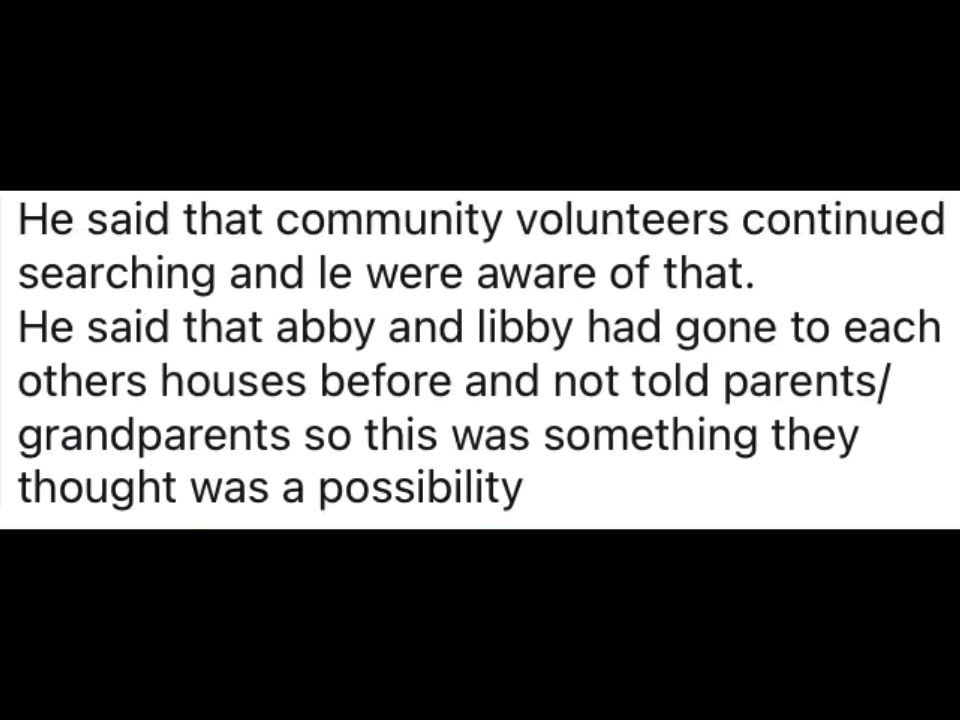 He said that community volunteers continued
searching and le were aware of that.
He said that abby and libby had gone to each
others houses before and not told parents/
grandparents so this was something they
thought was a possibility